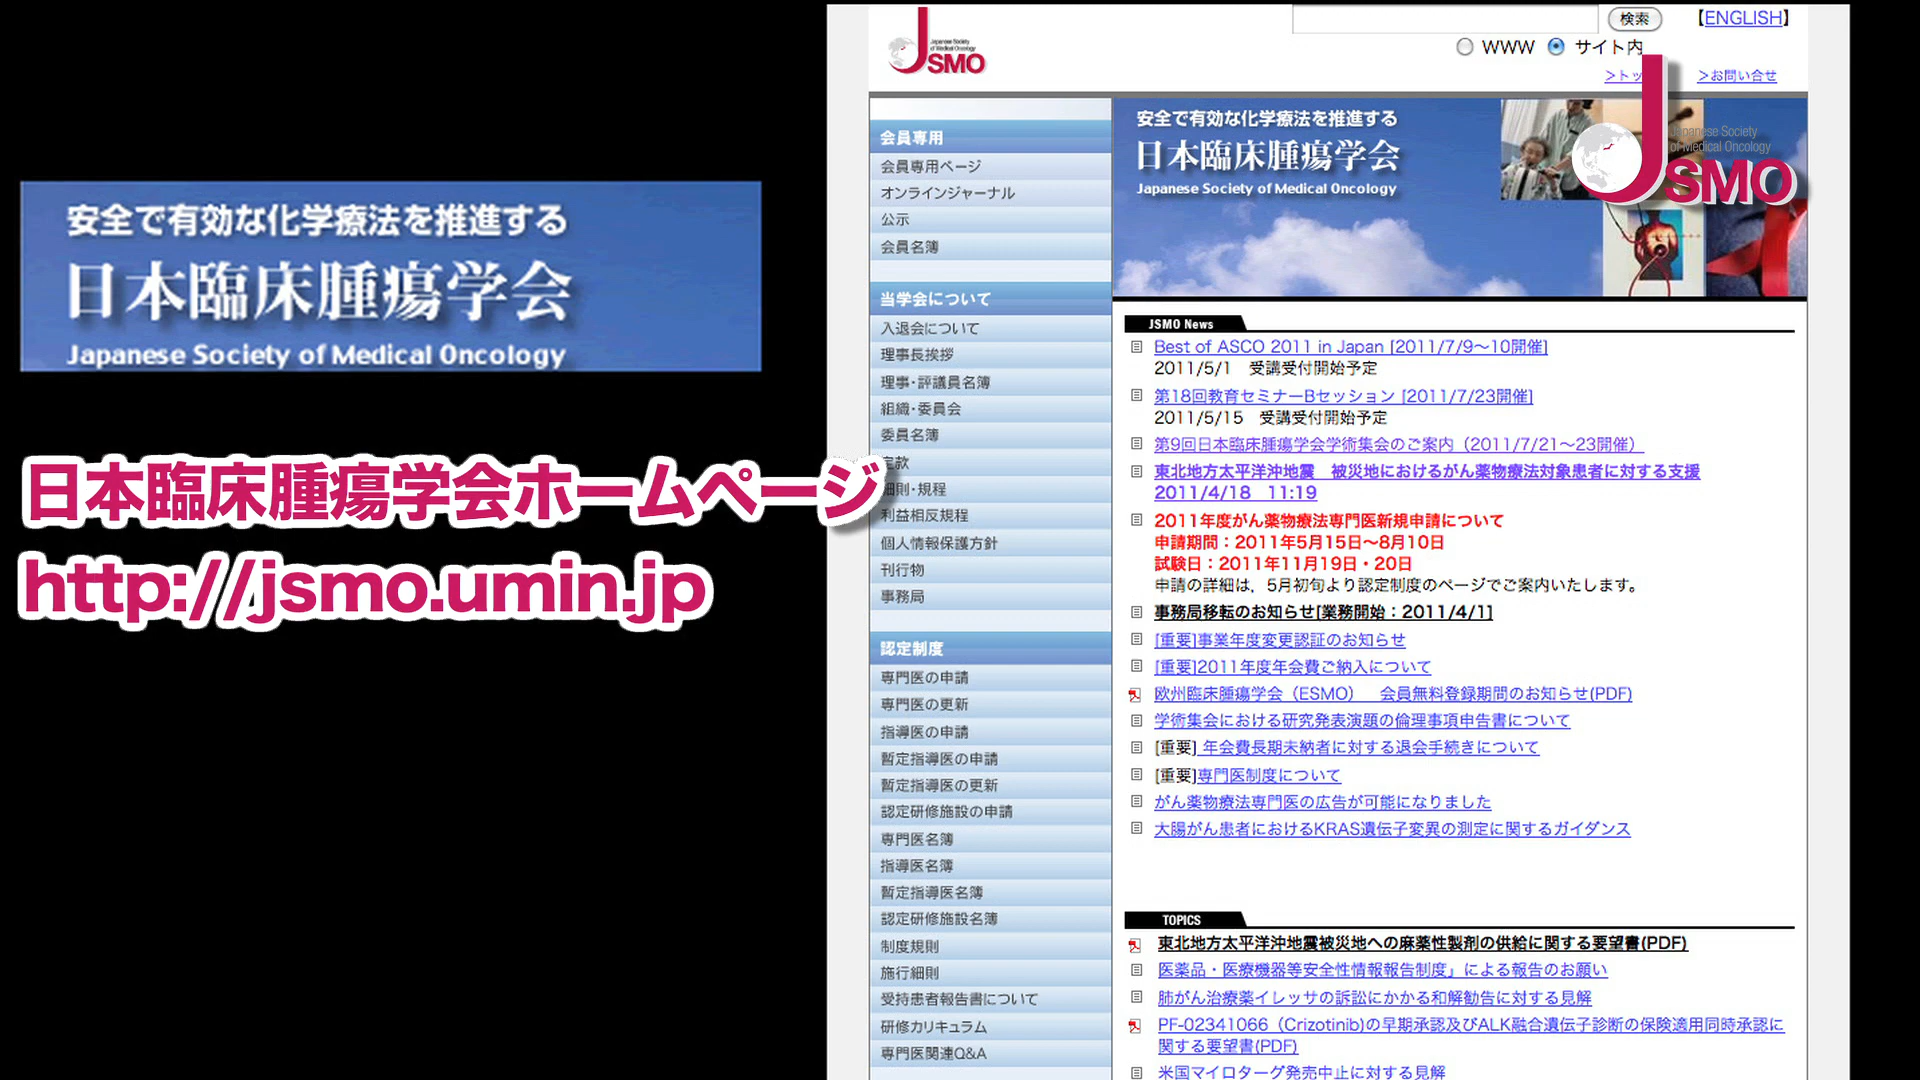 安全で有効な化学療法を推進する
日本臨床腫瘍学会
Japanese Society of Medical Oncology
日本臨床腫瘍学会ホームページ
http://jsmo.umin.jp
Japanese Society
of Medical Oncology
JSMO
検索
【ENGLISH】
WWW
サイト内
>トッ
>お問い合せ
Japanese Society
of Medical Oncology
JSMO
安全で有効な化学療法を推進する
日本臨床腫瘍学会
Japanese Society of Medical Oncology
会員専用
会員専用ページ
オンラインジャーナル
公示
会員名簿
当学会について
入退会について
理事長挨拶
理事・評議員名簿
組織・委員会
委員名簿
定款
細則・規程
利益相反規程
個人情報保護方針
刊行物
事務局
認定制度
専門医の申請
専門医の更新
指導医の申請
暫定指導医の申請
暫定指導医の更新
認定研修施設の申請
専門医名簿
指導医名簿
暫定指導医名簿
認定研修施設名簿
制度規則
施行細則
受持患者報告書について
研修カリキュラム
専門医関連Q&A
JSMO News
Best of ASCO 2011 in Japan [2011/7/9〜10開催]
2011/5/1　受講受付開始予定
第18回教育セミナーBセッション [2011/7/23開催]
2011/5/15　受講受付開始予定
第9回日本臨床腫瘍学会学術集会のご案内（2011/7/21〜23開催）
東北地方太平洋沖地震　被災地におけるがん薬物療法対象患者に対する支援
2011/4/18　11:19
2011年度がん薬物療法専門医新規申請について
申請期間：2011年5月15日〜8月10日
試験日：2011年11月19日・20日
申請の詳細は、5月初旬より認定制度のページでご案内いたします。
事務局移転のお知らせ[業務開始：2011/4/1]
[重要]事業年度変更認証のお知らせ
[重要]2011年度年会費ご納入について
欧州臨床腫瘍学会（ESMO）　会員無料登録期間のお知らせ(PDF)
学術集会における研究発表演題の倫理事項申告書について
[重要] 年会費長期未納者に対する退会手続きについて
[重要]専門医制度について
がん薬物療法専門医の広告が可能になりました
大腸がん患者におけるKRAS遺伝子変異の測定に関するガイダンス
TOPICS
東北地方太平洋沖地震被災地への麻薬性製剤の供給に関する要望書(PDF)
医薬品・医療機器等安全性情報報告制度」による報告のお願い
肺がん治療薬イレッサの訴訟にかかる和解勧告に対する見解
PF-02341066（Crizotinib)の早期承認及びALK融合遺伝子診断の保険適用同時承認に
関する要望書(PDF)
米国マイロターグ発売中止に対する見解